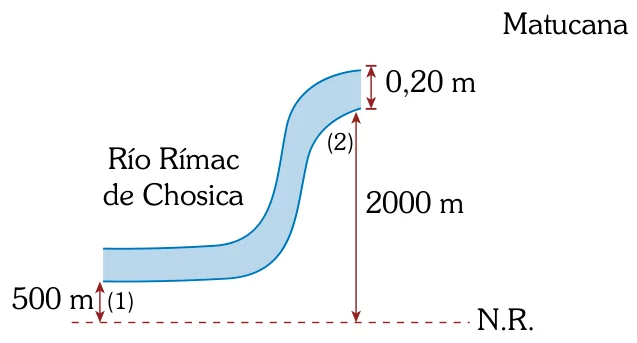 Matucana
0,20 m
(2)
Río Rímac
de Chosica
2000 m
500 m
(1)
N.R.